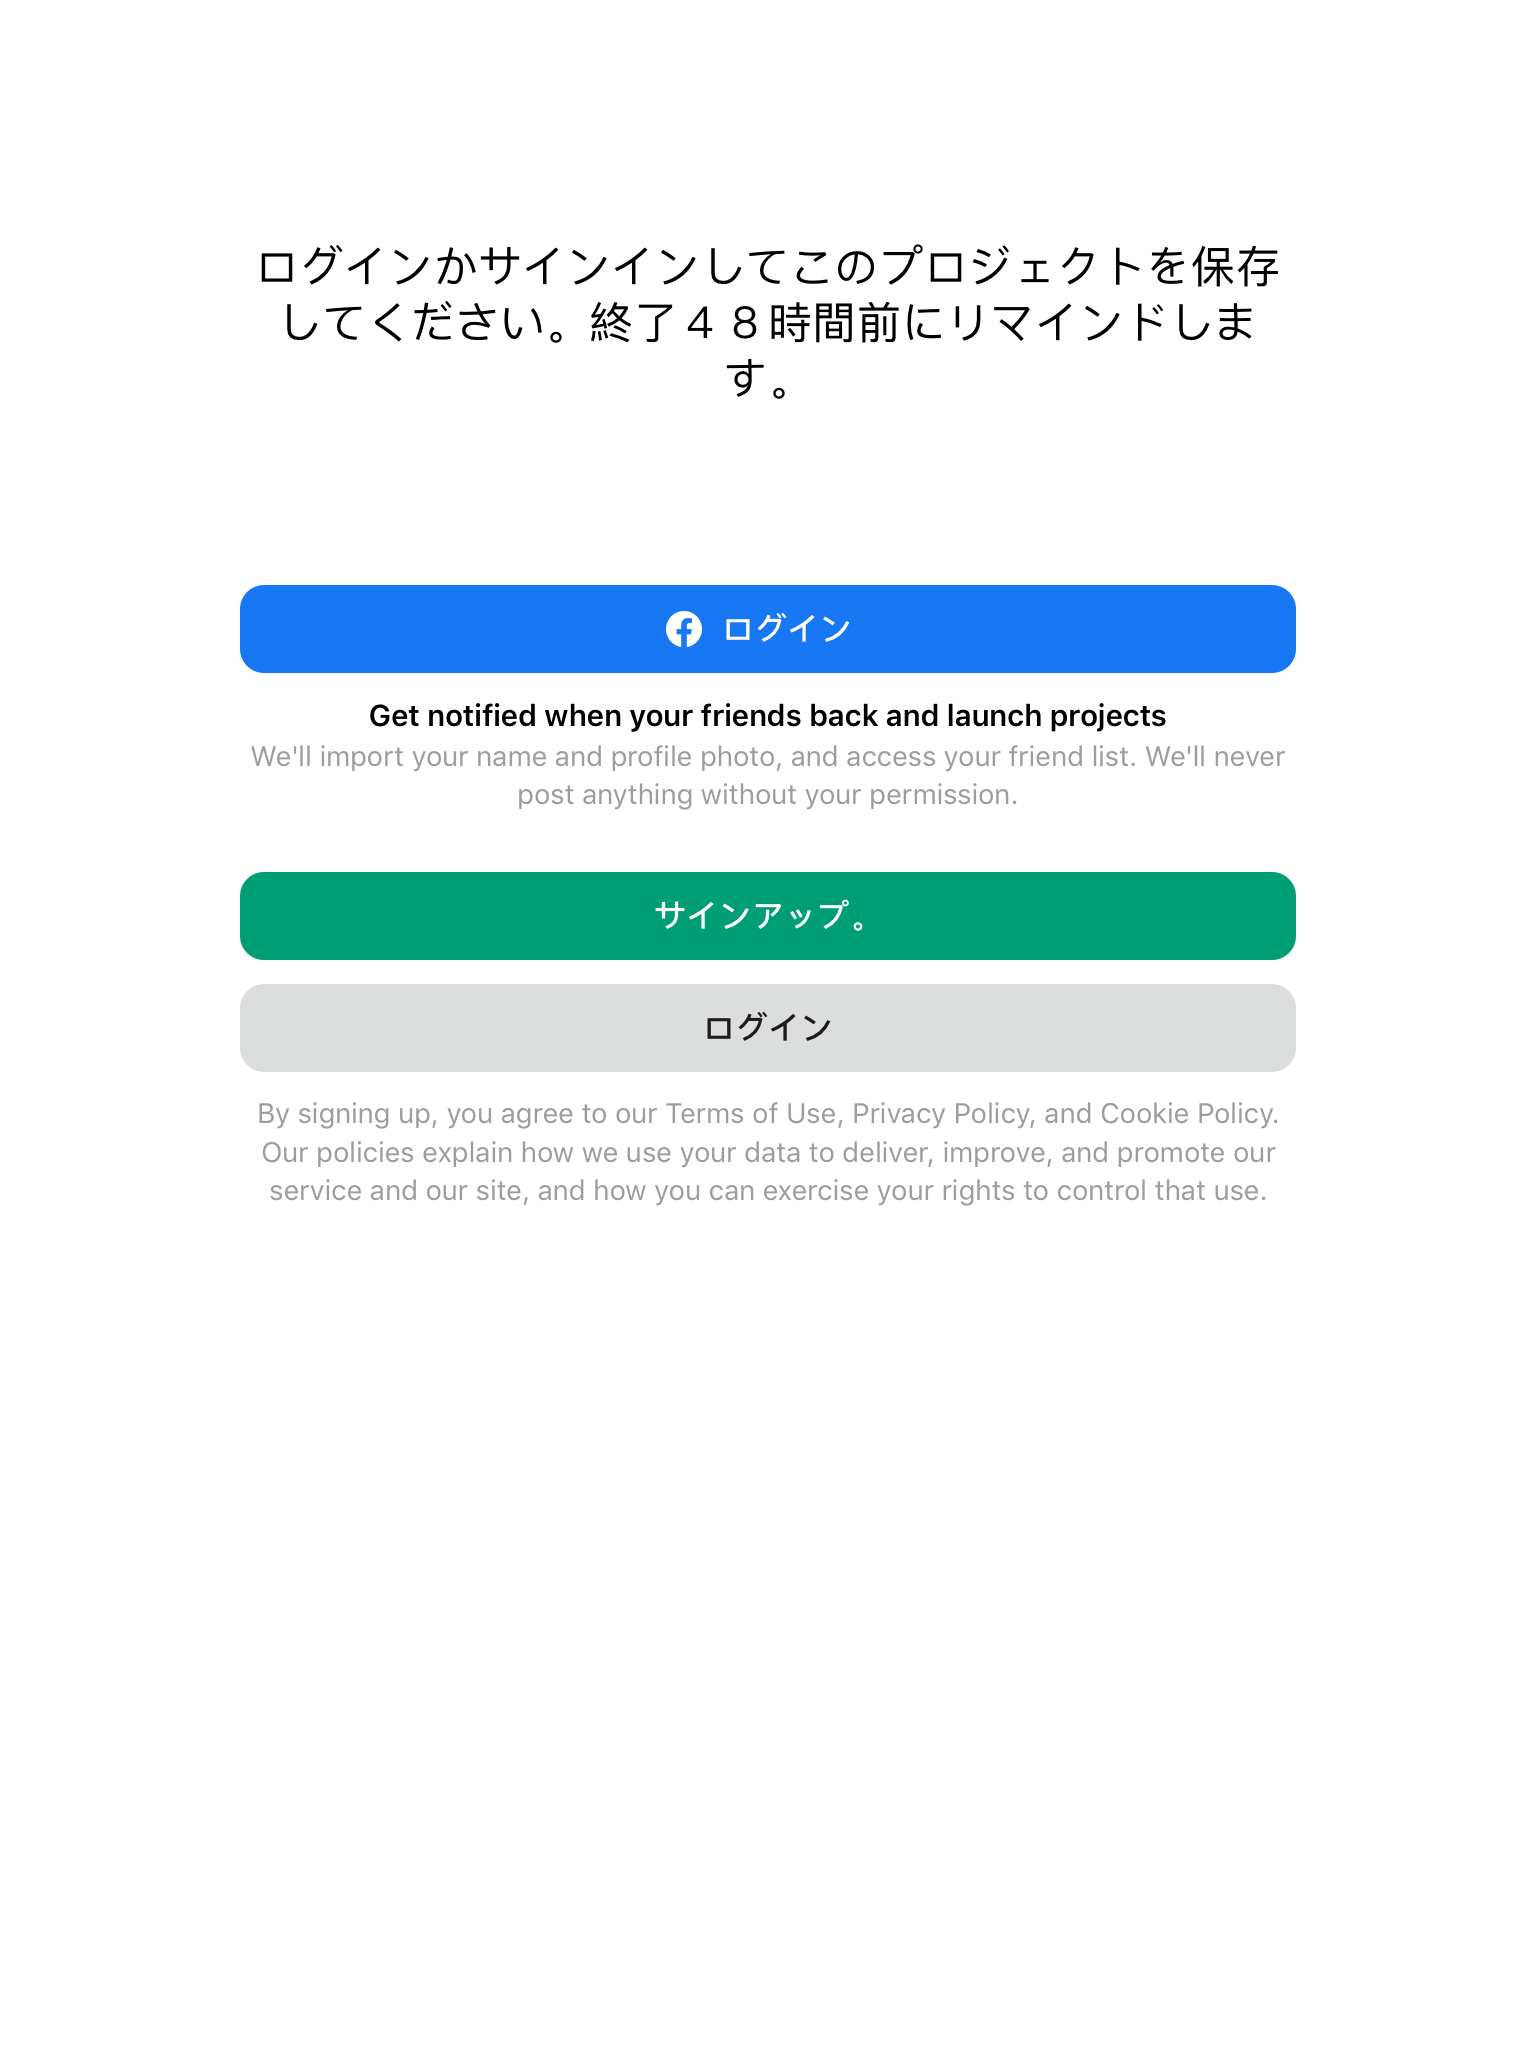 ログインかサインインしてこのプロジェクトを保存
してください。終了４８時間前にリマインドしま
す。
ログイン
Get notified when your friends back and launch projects
We'll import your name and profile photo, and access your friend list. We'll never
post anything without your permission.
サインアップ。
ログイン
By signing up, you agree to our Terms of Use, Privacy Policy, and Cookie Policy.
Our policies explain how we use your data to deliver, improve, and promote our
service and our site, and how you can exercise your rights to control that use.